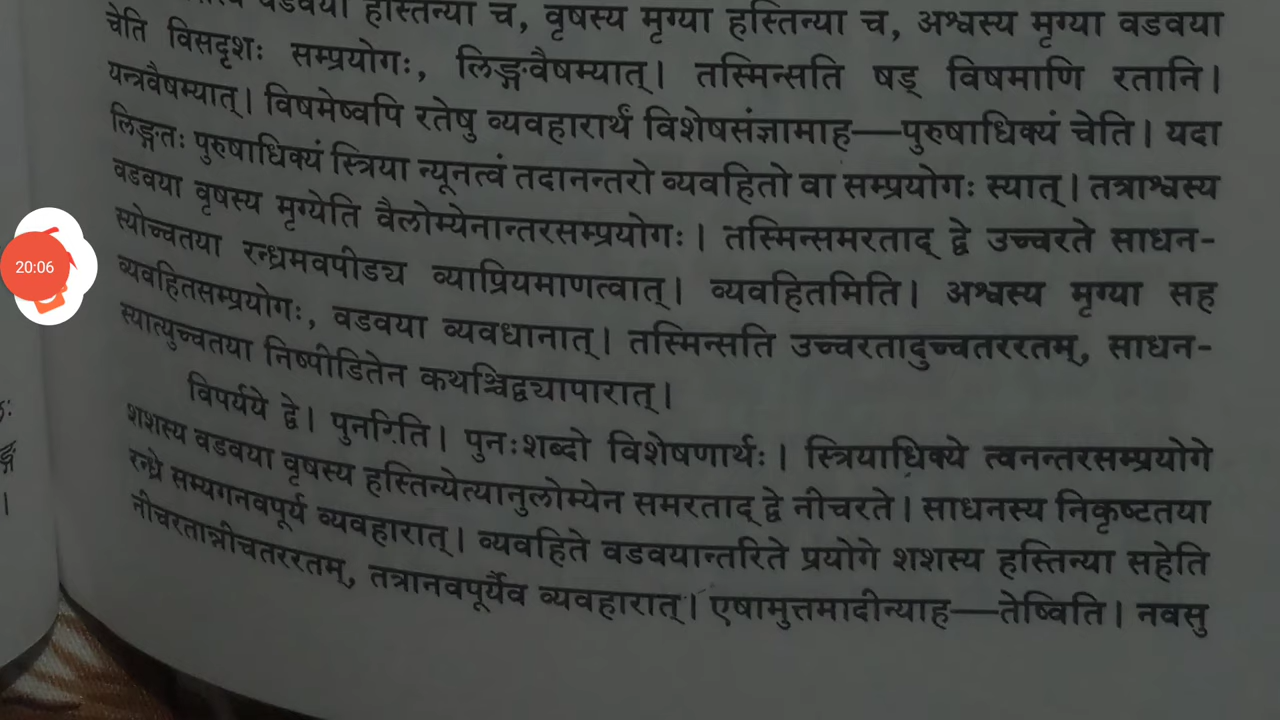 वडवया हस्तिन्या च, वृषस्य मृग्या हस्तिन्या च, अश्वस्य मृग्या वडवया
चेति विसदृशः सम्प्रयोगः, लिङ्गवैषम्यात्। तस्मिन्सति षड् विषमाणि रतानि।
यन्त्रवैषम्यात्। विषमेष्वपि रतेषु व्यवहारार्थं विशेषसंज्ञामाह—पुरुषाधिक्यं चेति। यदा
लिङ्गतः पुरुषाधिक्यं स्त्रिया न्यूनत्वं तदानन्तरो व्यवहितो वा सम्प्रयोगः स्यात्। तत्राश्वस्य
वडवया वृषस्य मृग्येति वैलोम्येनानन्तरसम्प्रयोगः। तस्मिन्समरताद् द्वे उच्चरते साधन-
स्योच्चतया रन्ध्रमवपीड्य व्याप्रियमाणत्वात्। व्यवहितमिति। अश्वस्य मृग्या सह
व्यवहितसम्प्रयोगः, वडवया व्यवधानात्। तस्मिन्सति उच्चरतादुच्चतररतम्, साधन-
स्यात्युच्चतया निष्पीडितेन कथञ्चिद्व्यापारात्।
विपर्यये द्वे। पुनरिति। पुनःशब्दो विशेषणार्थः। स्त्रियाधिक्ये त्वनन्तरसम्प्रयोगे
शशस्य वडवया वृषस्य हस्तिन्येत्यानुलोम्येन समरताद् द्वे नीचरते। साधनस्य निकृष्टतया
रन्ध्रे सम्यगनवपूर्य व्यवहारात्। व्यवहिते वडवयान्तरिते प्रयोगे शशस्य हस्तिन्या सहेति
नीचरतान्नीचतररतम्, तत्रानवपूर्यैव व्यवहारात्। एषामुत्तमादीन्याह—तेष्विति। नवसु
20:06